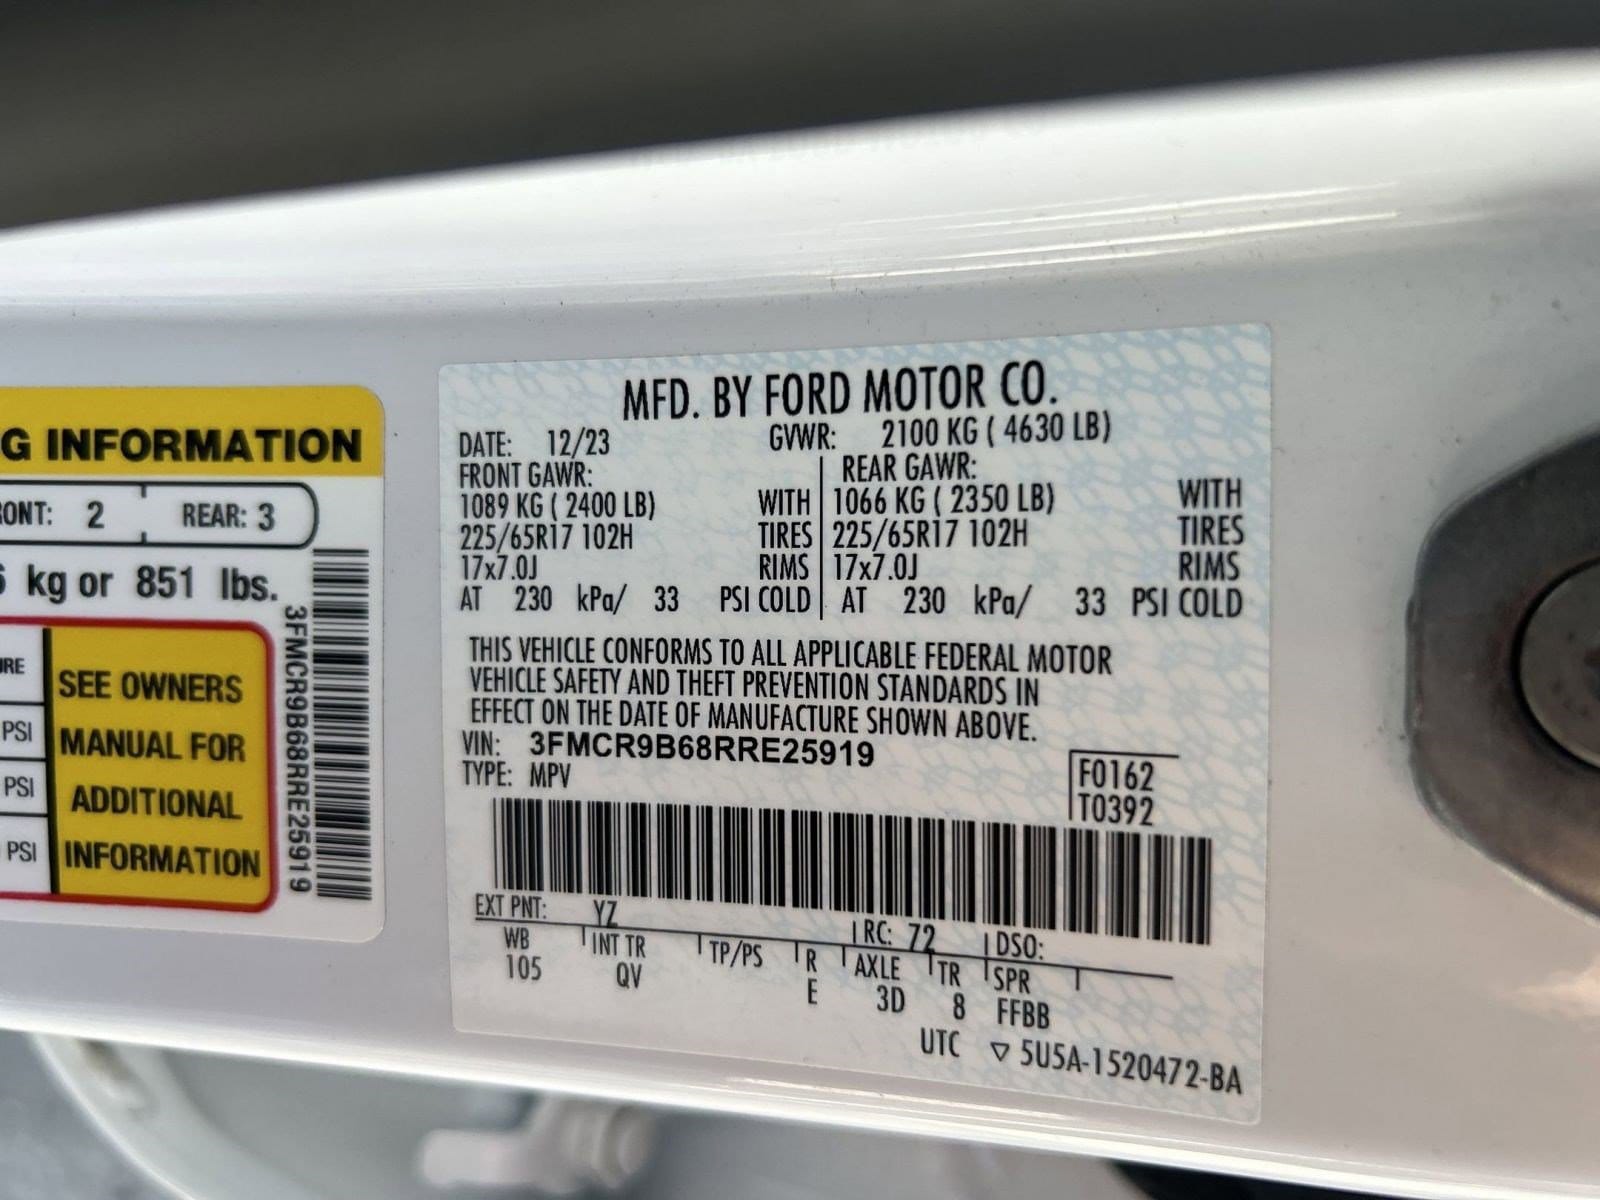 G INFORMATION
RONT: 2 REAR: 3
kg or 851 lbs.
SEE OWNERS
PSI
MANUAL FOR
PSI
ADDITIONAL
PSI
INFORMATION
3FMCR9B68RRE25919
MFD. BY FORD MOTOR CO.
DATE: 12/23 GVWR: 2100 KG ( 4630 LB)
FRONT GAWR: REAR GAWR:
1089 KG ( 2400 LB) WITH 1066 KG ( 2350 LB) WITH
225/65R17 102H TIRES 225/65R17 102H TIRES
17x7.0J RIMS 17x7.0J RIMS
AT 230 kPa/ 33 PSI COLD AT 230 kPa/ 33 PSI COLD
THIS VEHICLE CONFORMS TO ALL APPLICABLE FEDERAL MOTOR
VEHICLE SAFETY AND THEFT PREVENTION STANDARDS IN
EFFECT ON THE DATE OF MANUFACTURE SHOWN ABOVE.
VIN: 3FMCR9B68RRE25919
TYPE: MPV
F0162
T0392
EXT PNT: YZ RC: 72 DSO:
WB INT TR TP/PS R AXLE TR SPR
105 QV E 3D 8 FFBB
UTC ▽ 5U5A-1520472-BA